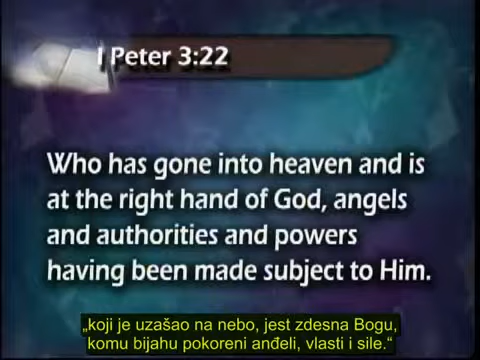 I Peter 3:22
Who has gone into heaven and is
at the right hand of God, angels
and authorities and powers
having been made subject to Him.
„koji je uzašao na nebo, jest zdesna Bogu,
komu bijahu pokoreni anđeli, vlasti i sile.“